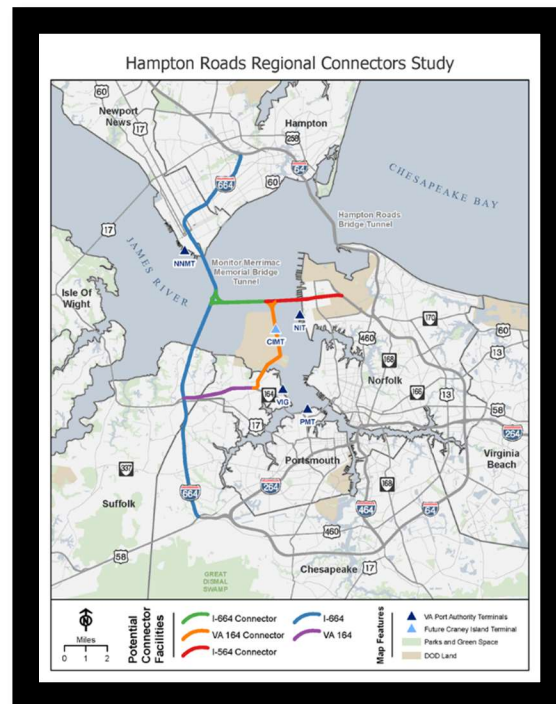 Hampton Roads Regional Connectors Study
60
Newport
News
17
Hampton
258
64
664
60
CHESAPEAKE BAY
17
Hampton Roads
Bridge Tunnel
JAMES RIVER
NNMT
Monitor Merrimac
Memorial Bridge
Tunnel
Isle Of
Wight
NIT
CIMT
170
460
60
13
168
Norfolk
164
VIG
166
13
17
PMT
58
264
Virginia
Beach
Portsmouth
337
264
168
Suffolk
664
464
64
460
58
Chesapeake
17
GREAT
DISMAL
SWAMP
N
Miles
0 1 2
Potential
Connector
Facilities
I-664 Connector
VA 164 Connector
I-564 Connector
I-664
VA 164
Map Features
VA Port Authority Terminals
Future Craney Island Terminal
Parks and Green Space
DOD Land